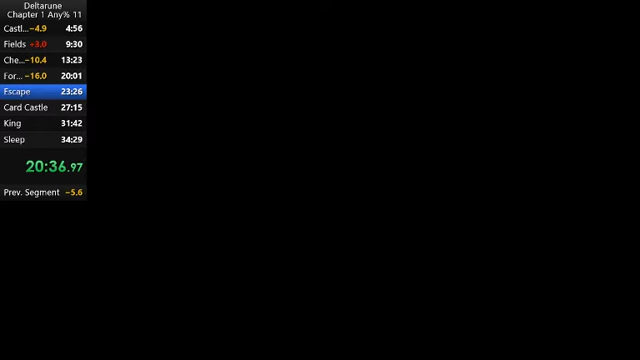 Deltarune
Chapter 1 Any% 11
Castl... −4.9 4:56
Fields +3.0 9:30
Che... −10.4 13:23
For... −16.0 20:01
Escape 23:26
Card Castle 27:15
King 31:42
Sleep 34:29
20:36.97
Prev. Segment −5.6